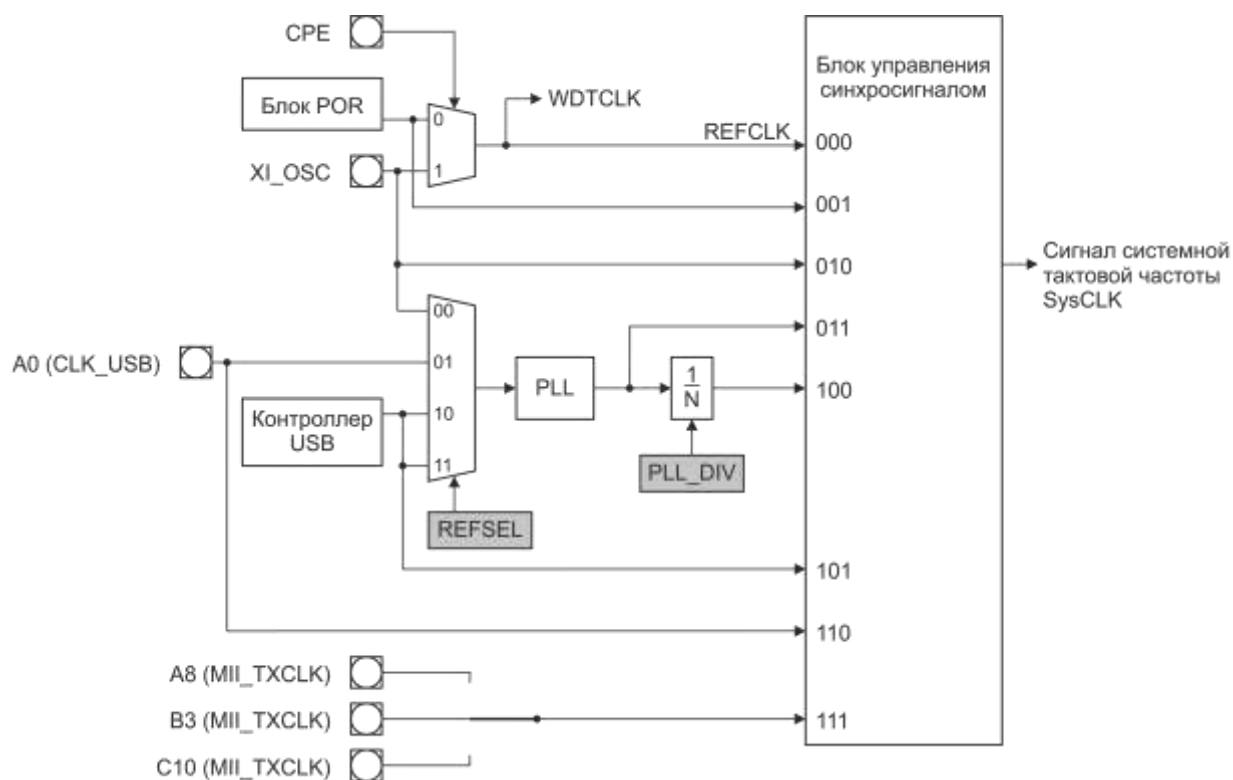 CPE
Блок управления
синхросигналом
Блок POR
0
WDTCLK
REFCLK
000
XI_OSC
1
001
010
Сигнал системной
тактовой частоты
SysCLK
00
011
A0 (CLK_USB)
01
PLL
1
N
100
Контроллер
USB
10
11
PLL_DIV
REFSEL
101
110
A8 (MII_TXCLK)
B3 (MII_TXCLK)
111
C10 (MII_TXCLK)